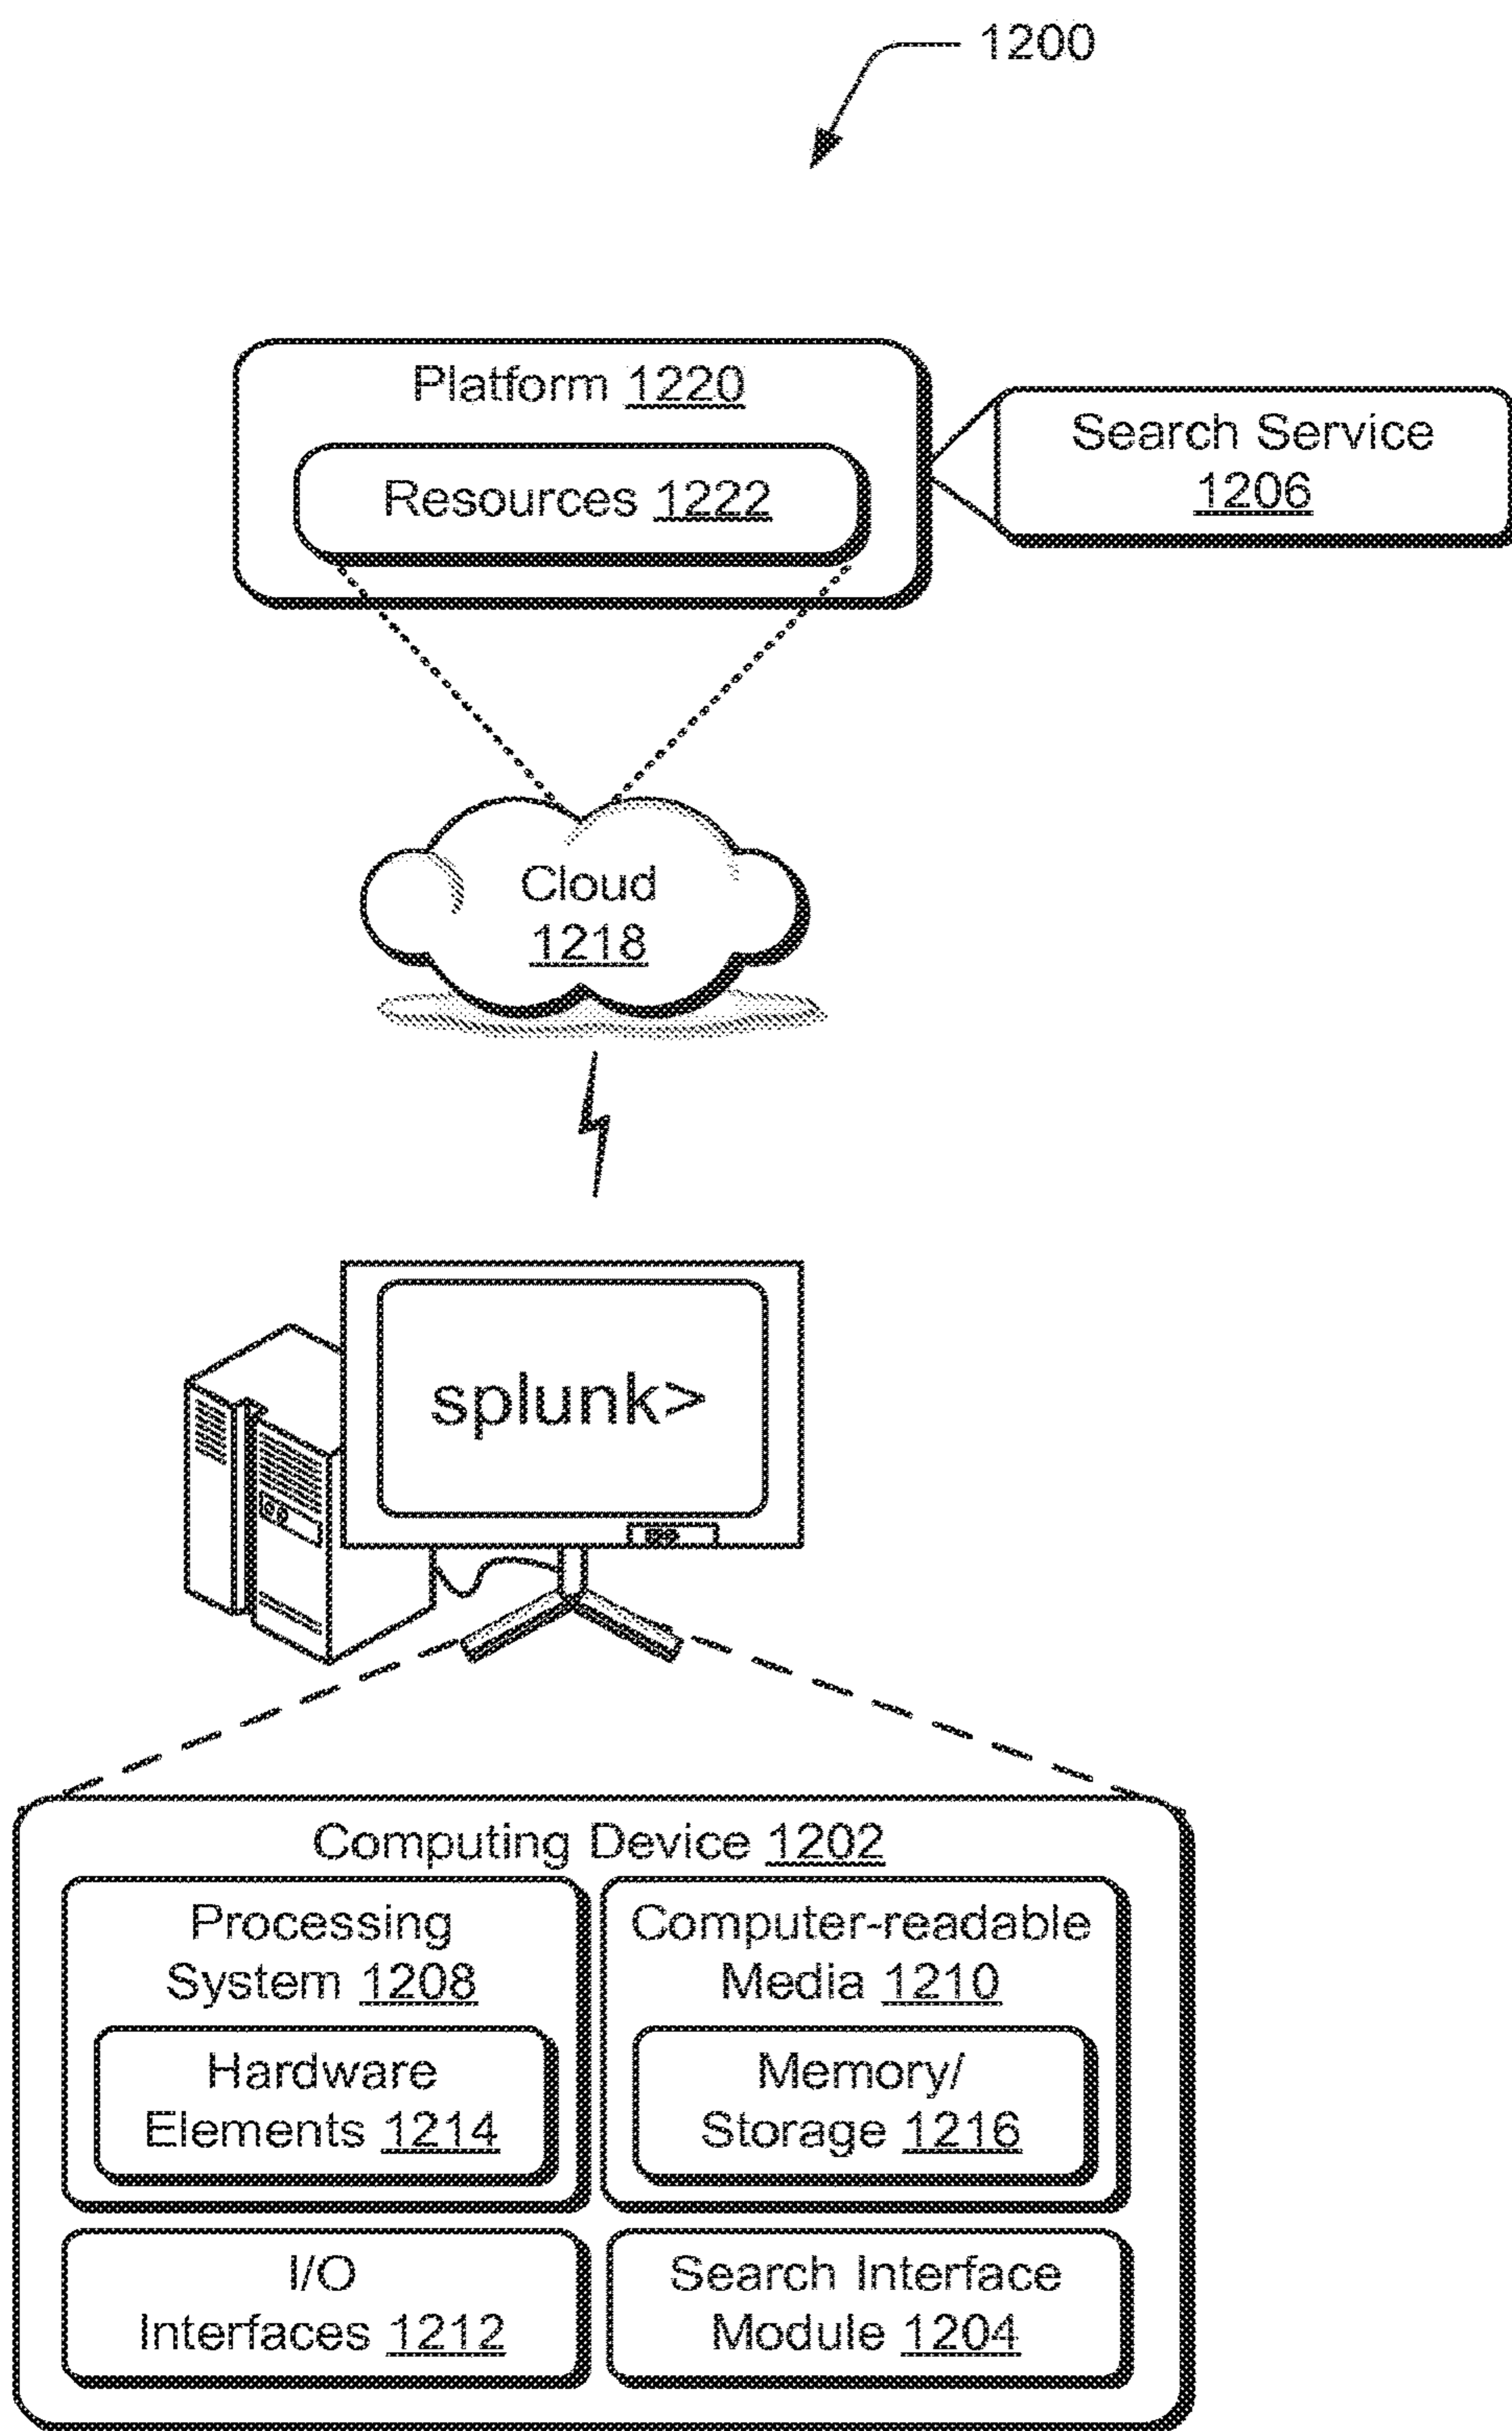 1200
Platform 1220
Resources 1222
Search Service
1206
Cloud
1218
splunk>
Computing Device 1202
Processing
System 1208
Hardware
Elements 1214
Computer-readable
Media 1210
Memory/
Storage 1216
I/O
Interfaces 1212
Search Interface
Module 1204